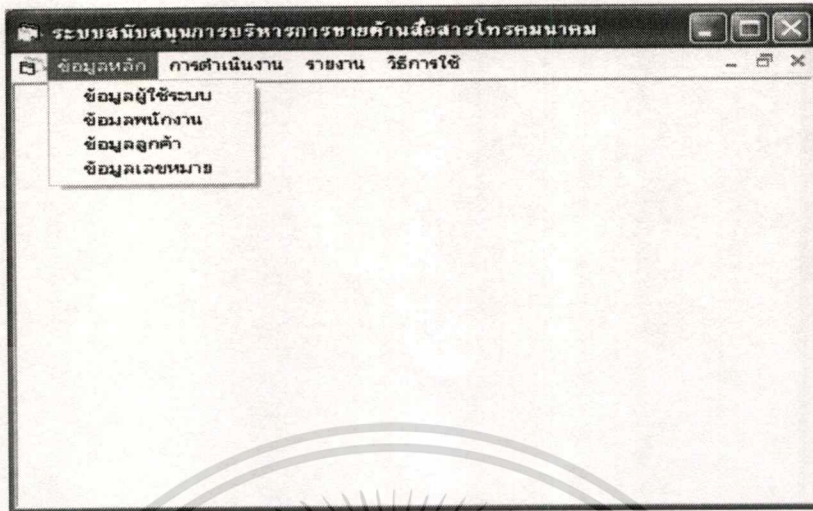 ระบบสนับสนุนการบริหารการขายด้านสื่อสารโทรคมนาคม
ข้อมูลหลัก การดำเนินงาน รายงาน วิธีการใช้
ข้อมูลผู้ใช้ระบบ
ข้อมลพนักงาน
ข้อมูลลูกค้า
ข้อมูลเลขหมาย